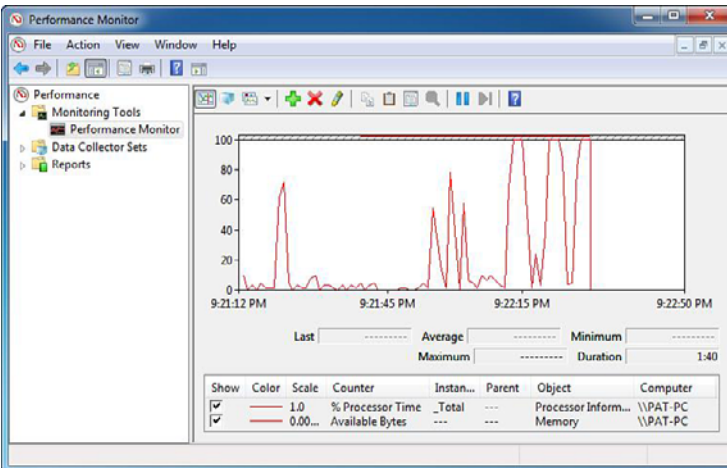 Performance Monitor
File Action View Window Help
Performance
Monitoring Tools
Performance Monitor
Data Collector Sets
Reports
100
80
60
40
20
0
9:21:12 PM 9:21:45 PM 9:22:15 PM 9:22:50 PM
Last --------- Average --------- Minimum ---------
Maximum --------- Duration 1:40
Show Color Scale Counter Instan... Parent Object Computer
1.0 % Processor Time _Total --- Processor Inform... \\PAT-PC
0.00... Available Bytes --- --- Memory \\PAT-PC